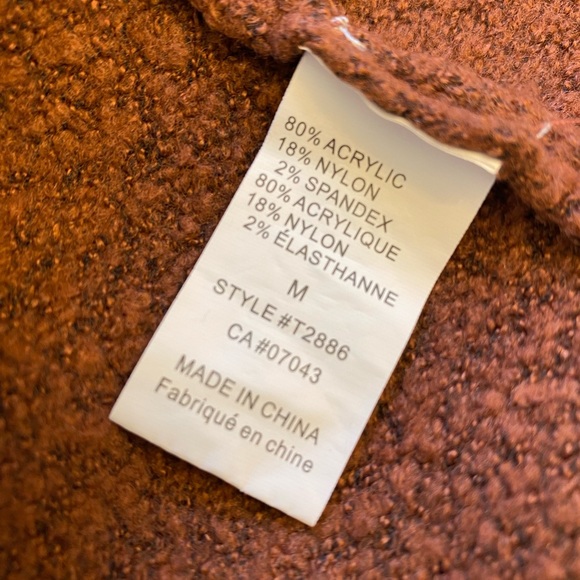 80% ACRYLIC
18% NYLON
2% SPANDEX
80% ACRYLIQUE
18% NYLON
2% ÉLASTHANNE
M
STYLE #T2886
CA #07043
MADE IN CHINA
Fabriqué en chine